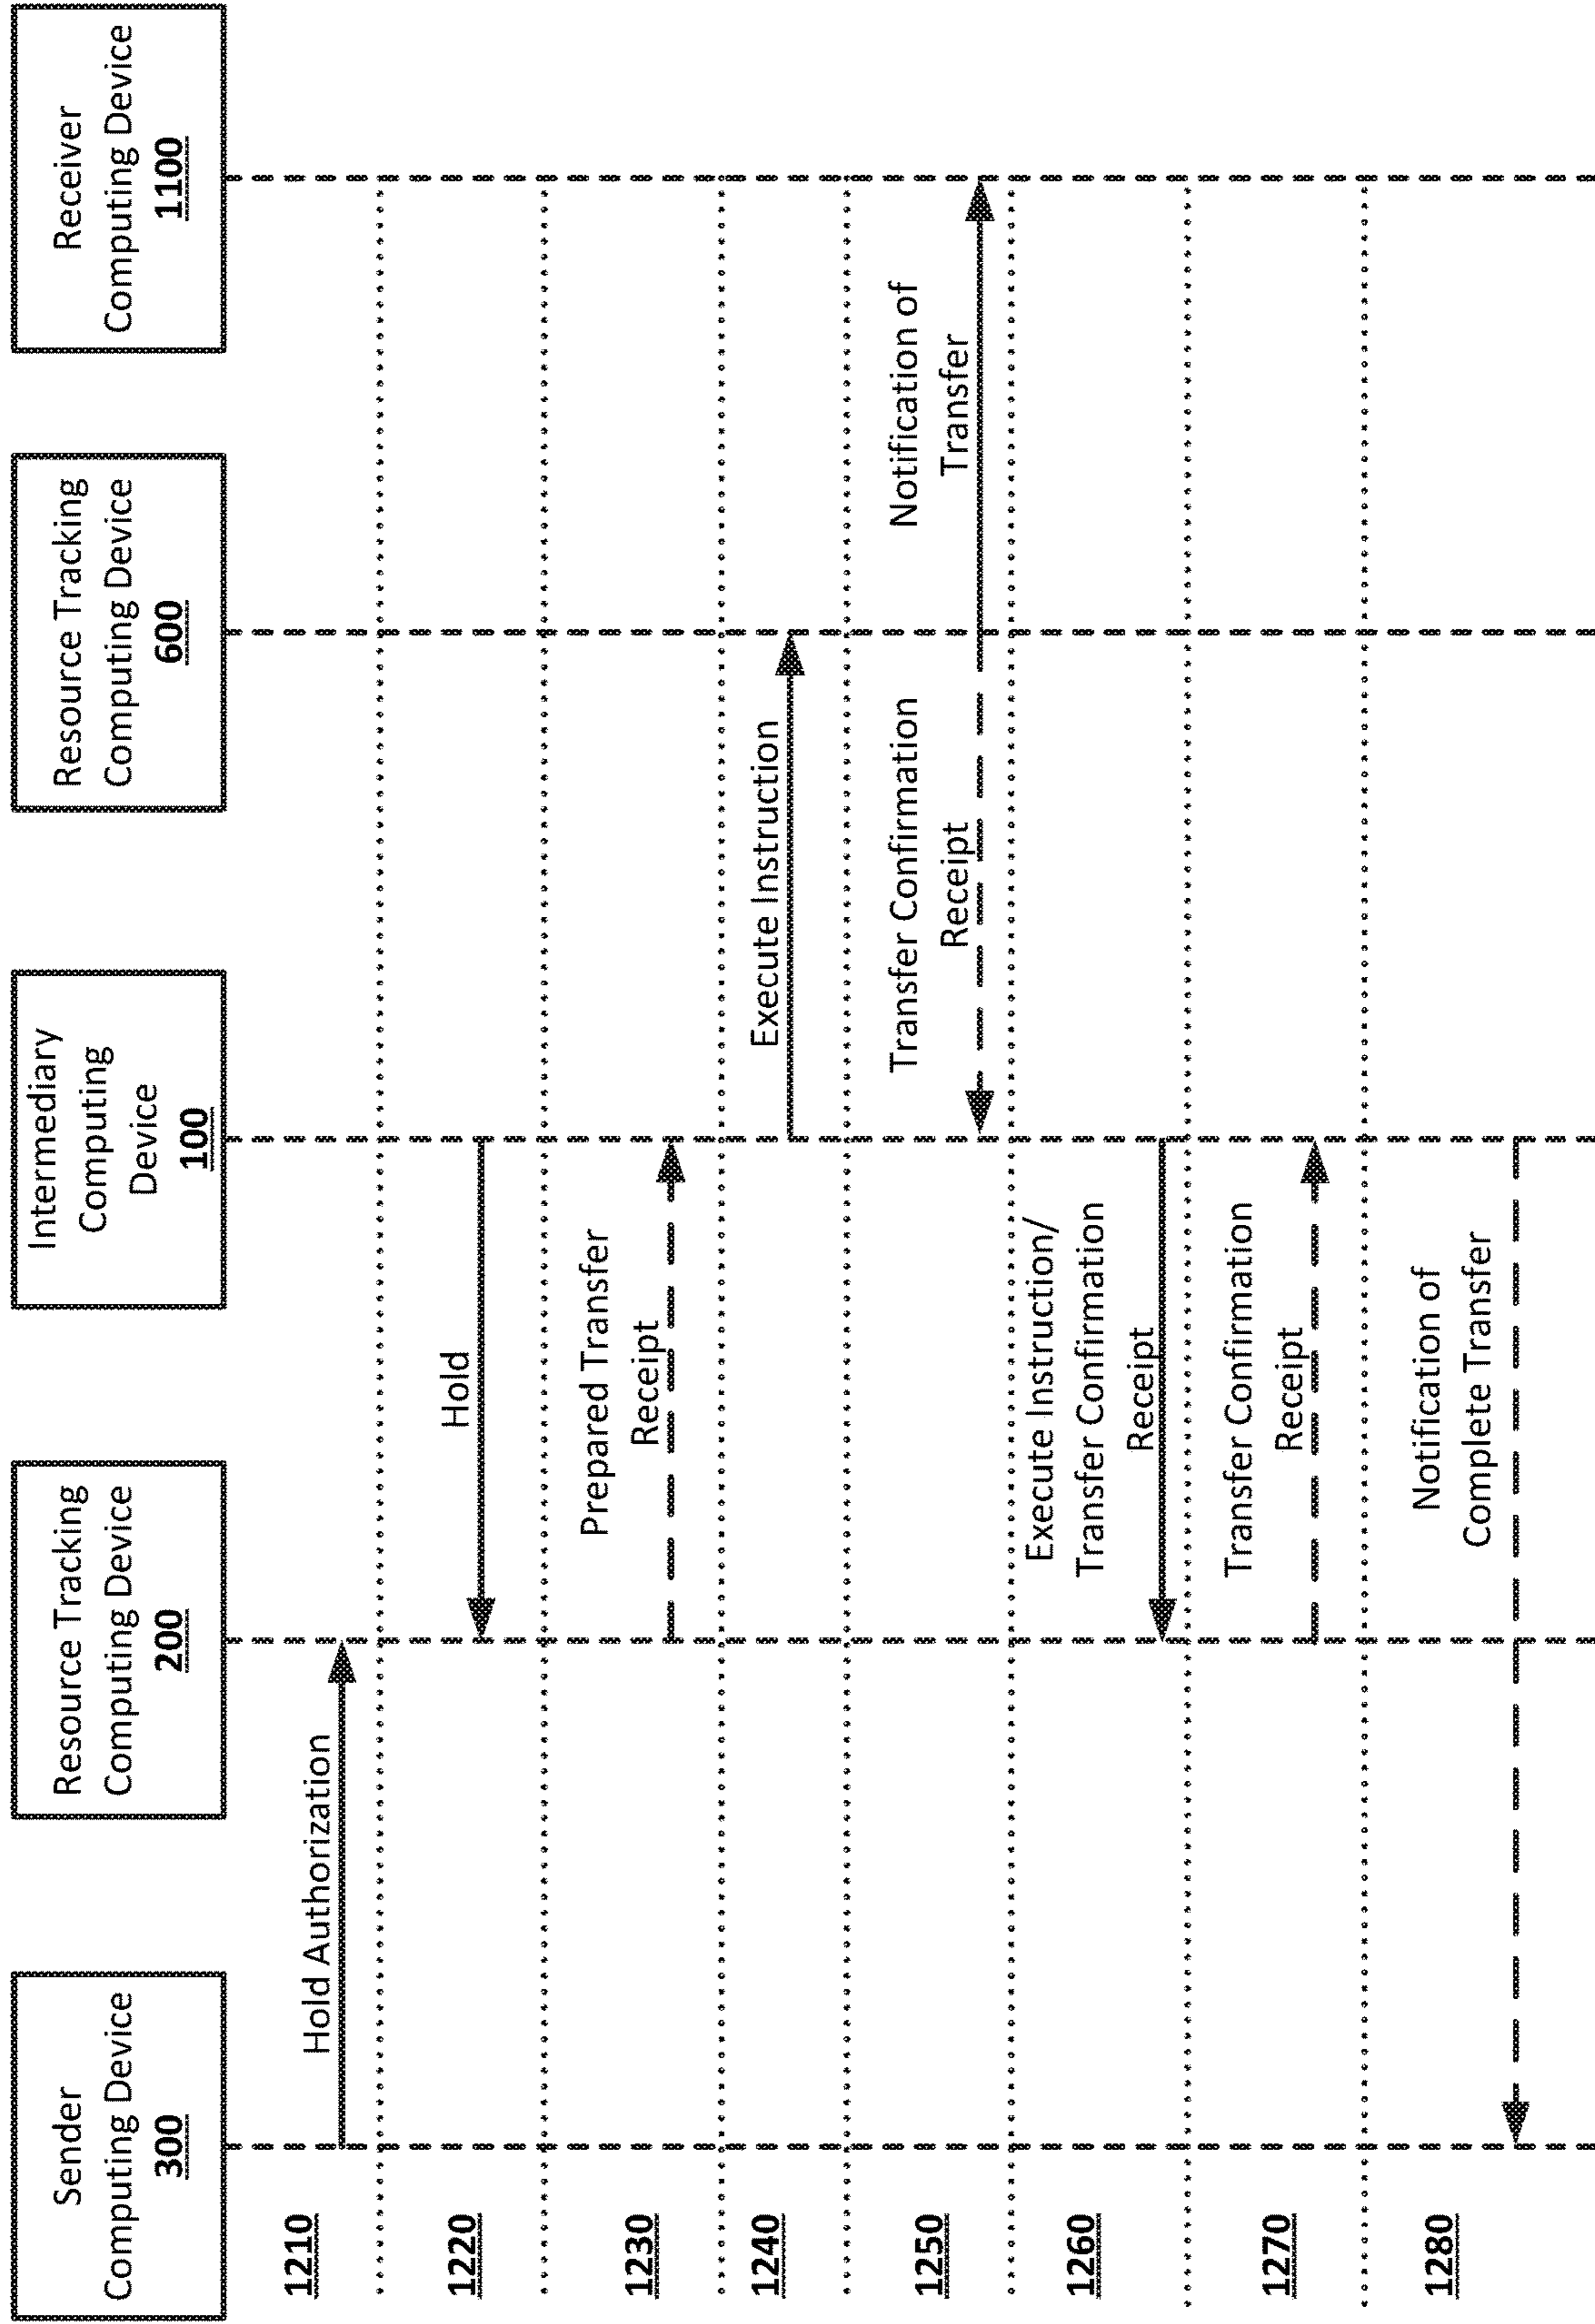 Sender
Computing Device
300
Resource Tracking
Computing Device
200
Intermediary
Computing
Device
100
Resource Tracking
Computing Device
600
Receiver
Computing Device
1100
1210
Hold Authorization
1220
Hold
1230
Prepared Transfer
Receipt
1240
Execute Instruction
1250
Transfer Confirmation
Receipt
Notification of
Transfer
1260
Execute Instruction/
Transfer Confirmation
Receipt
1270
Transfer Confirmation
Receipt
1280
Notification of
Complete Transfer